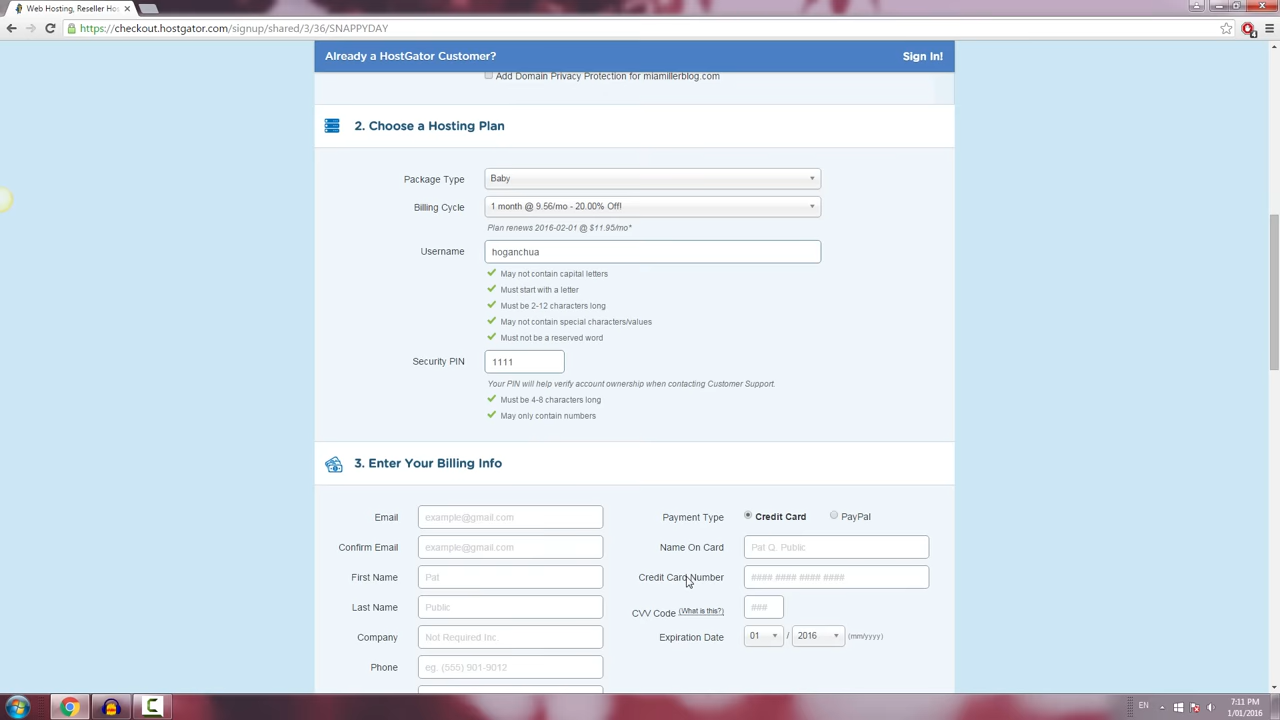 Web Hosting, Reseller Hos
https://checkout.hostgator.com/signup/shared/3/36/SNAPPYDAY
Already a HostGator Customer?
Sign In!
Add Domain Privacy Protection for miamillerblog.com
2. Choose a Hosting Plan
Package Type
Baby
Billing Cycle
1 month @ 9.56/mo - 20.00% Off!
Plan renews 2016-02-01 @ $11.95/mo*
Username
hoganchua
May not contain capital letters
Must start with a letter
Must be 2-12 characters long
May not contain special characters/values
Must not be a reserved word
Security PIN
1111
Your PIN will help verify account ownership when contacting Customer Support.
Must be 4-8 characters long
May only contain numbers
3. Enter Your Billing Info
Email
example@gmail.com
Payment Type
Credit Card
PayPal
Confirm Email
example@gmail.com
Name On Card
Pat Q. Public
First Name
Pat
Credit Card Number
#### #### #### ####
Last Name
Public
CVV Code (What is this?)
###
Company
Not Required Inc.
Expiration Date
01 / 2016 (mm/yyyy)
Phone
eg. (555) 901-9012
EN
7:11 PM
1/01/2016